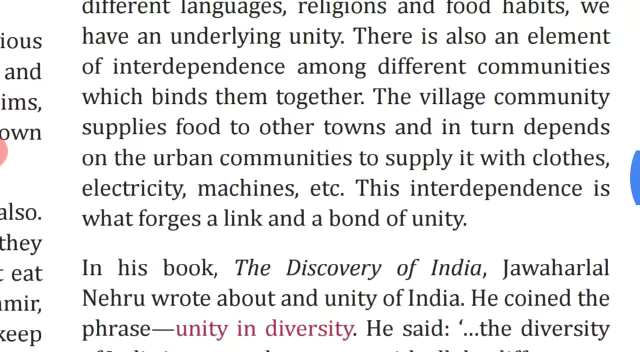 ious
and
ims,
own
also.
they
t eat
mir,
keep
different languages, religions and food habits, we
have an underlying unity. There is also an element
of interdependence among different communities
which binds them together. The village community
supplies food to other towns and in turn depends
on the urban communities to supply it with clothes,
electricity, machines, etc. This interdependence is
what forges a link and a bond of unity.
In his book, The Discovery of India, Jawaharlal
Nehru wrote about and unity of India. He coined the
phrase—unity in diversity. He said: ‘...the diversity